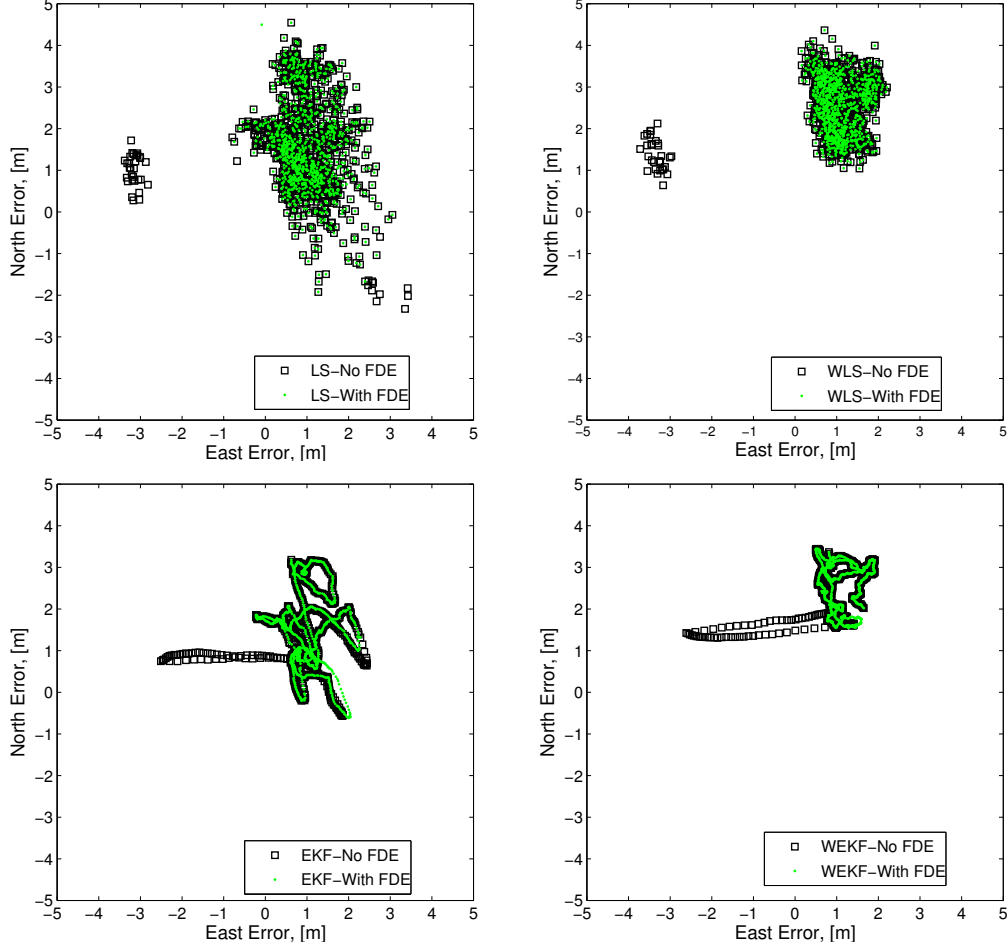 5
4
3
2
1
0
−1
−2
−3
−4
−5
−5 −4 −3 −2 −1 0 1 2 3 4 5
North Error, [m]
East Error, [m]
LS−No FDE
LS−With FDE
5
4
3
2
1
0
−1
−2
−3
−4
−5
−5 −4 −3 −2 −1 0 1 2 3 4 5
North Error, [m]
East Error, [m]
WLS−No FDE
WLS−With FDE
5
4
3
2
1
0
−1
−2
−3
−4
−5
−5 −4 −3 −2 −1 0 1 2 3 4 5
North Error, [m]
East Error, [m]
EKF−No FDE
EKF−With FDE
5
4
3
2
1
0
−1
−2
−3
−4
−5
−5 −4 −3 −2 −1 0 1 2 3 4 5
North Error, [m]
East Error, [m]
WEKF−No FDE
WEKF−With FDE